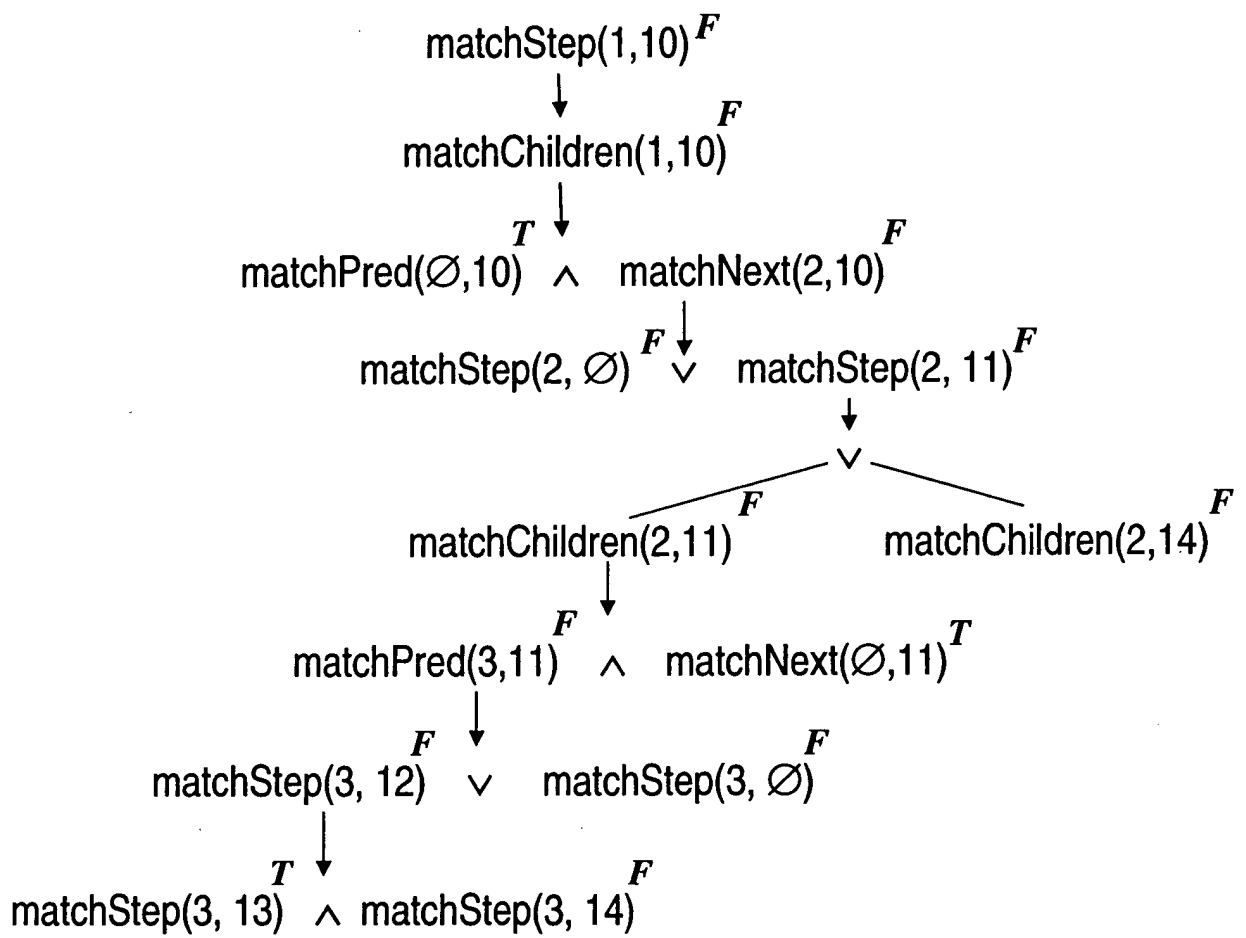 matchStep(1,10) F
matchChildren(1,10) F
matchPred(∅,10) T ∧ matchNext(2,10) F
matchStep(2, ∅) F ∨ matchStep(2, 11) F
∨
matchChildren(2,11) F matchChildren(2,14) F
matchPred(3,11) F ∧ matchNext(∅,11) T
matchStep(3, 12) F ∨ matchStep(3, ∅) F
matchStep(3, 13) T ∧ matchStep(3, 14) F